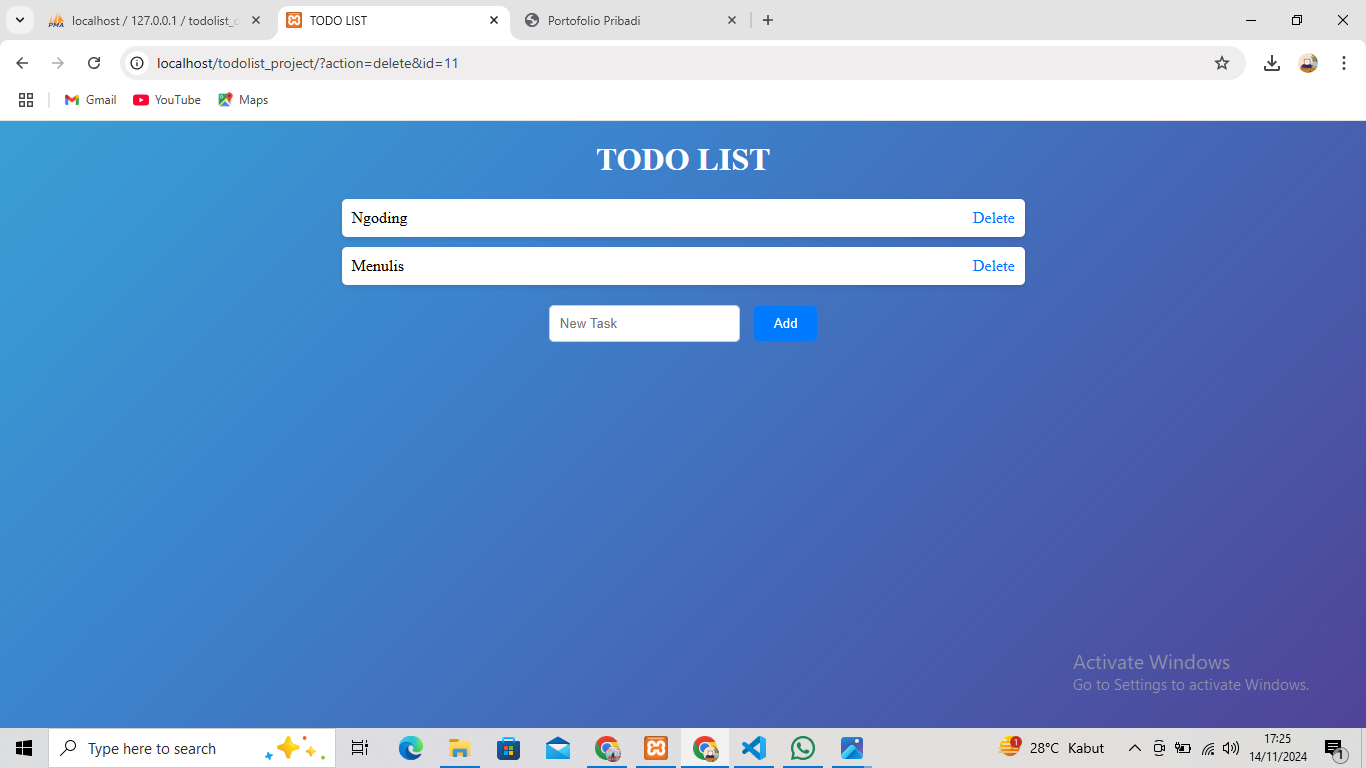 localhost / 127.0.0.1 / todolist_
TODO LIST
Portofolio Pribadi
localhost/todolist_project/?action=delete&id=11
Gmail
YouTube
Maps
TODO LIST
Ngoding Delete
Menulis Delete
New Task Add
Activate Windows
Go to Settings to activate Windows.
Type here to search
1
28°C Kabut
17:25
14/11/2024
1